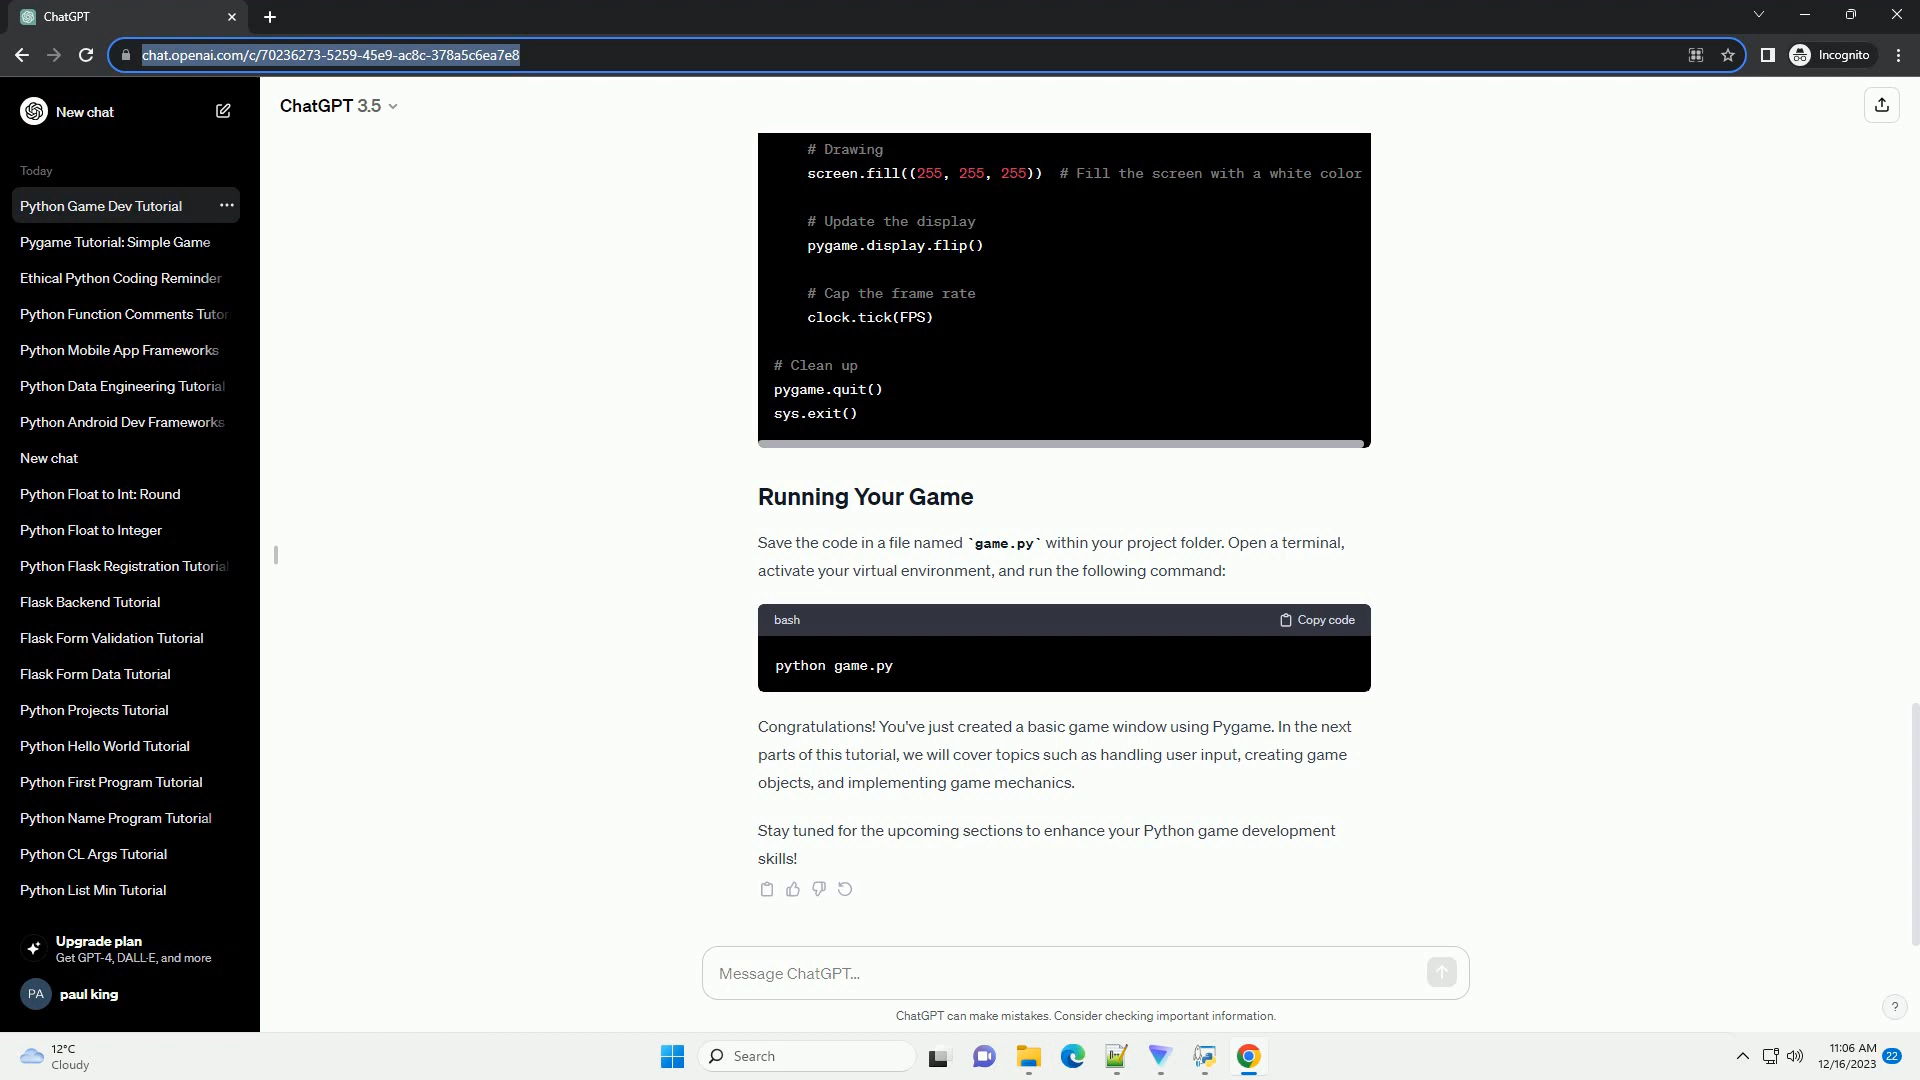 ChatGPT
chat.openai.com/c/70236273-5259-45e9-ac8c-378a5c6ea7e8
Incognito
New chat
Today
Python Game Dev Tutorial
Pygame Tutorial: Simple Game
Ethical Python Coding Reminder
Python Function Comments Tutor
Python Mobile App Frameworks
Python Data Engineering Tutorial
Python Android Dev Frameworks
New chat
Python Float to Int: Round
Python Float to Integer
Python Flask Registration Tutorial
Flask Backend Tutorial
Flask Form Validation Tutorial
Flask Form Data Tutorial
Python Projects Tutorial
Python Hello World Tutorial
Python First Program Tutorial
Python Name Program Tutorial
Python CL Args Tutorial
Python List Min Tutorial
Upgrade plan
Get GPT-4, DALL·E, and more
PA
paul king
ChatGPT 3.5
# Drawing
screen.fill((255, 255, 255))  # Fill the screen with a white color
# Update the display
pygame.display.flip()
# Cap the frame rate
clock.tick(FPS)
# Clean up
pygame.quit()
sys.exit()
Running Your Game
Save the code in a file named `game.py` within your project folder. Open a terminal,
activate your virtual environment, and run the following command:
bash
Copy code
python game.py
Congratulations! You've just created a basic game window using Pygame. In the next
parts of this tutorial, we will cover topics such as handling user input, creating game
objects, and implementing game mechanics.
Stay tuned for the upcoming sections to enhance your Python game development
skills!
Message ChatGPT...
ChatGPT can make mistakes. Consider checking important information.
?
12°C
Cloudy
Search
11:06 AM
12/16/2023
22